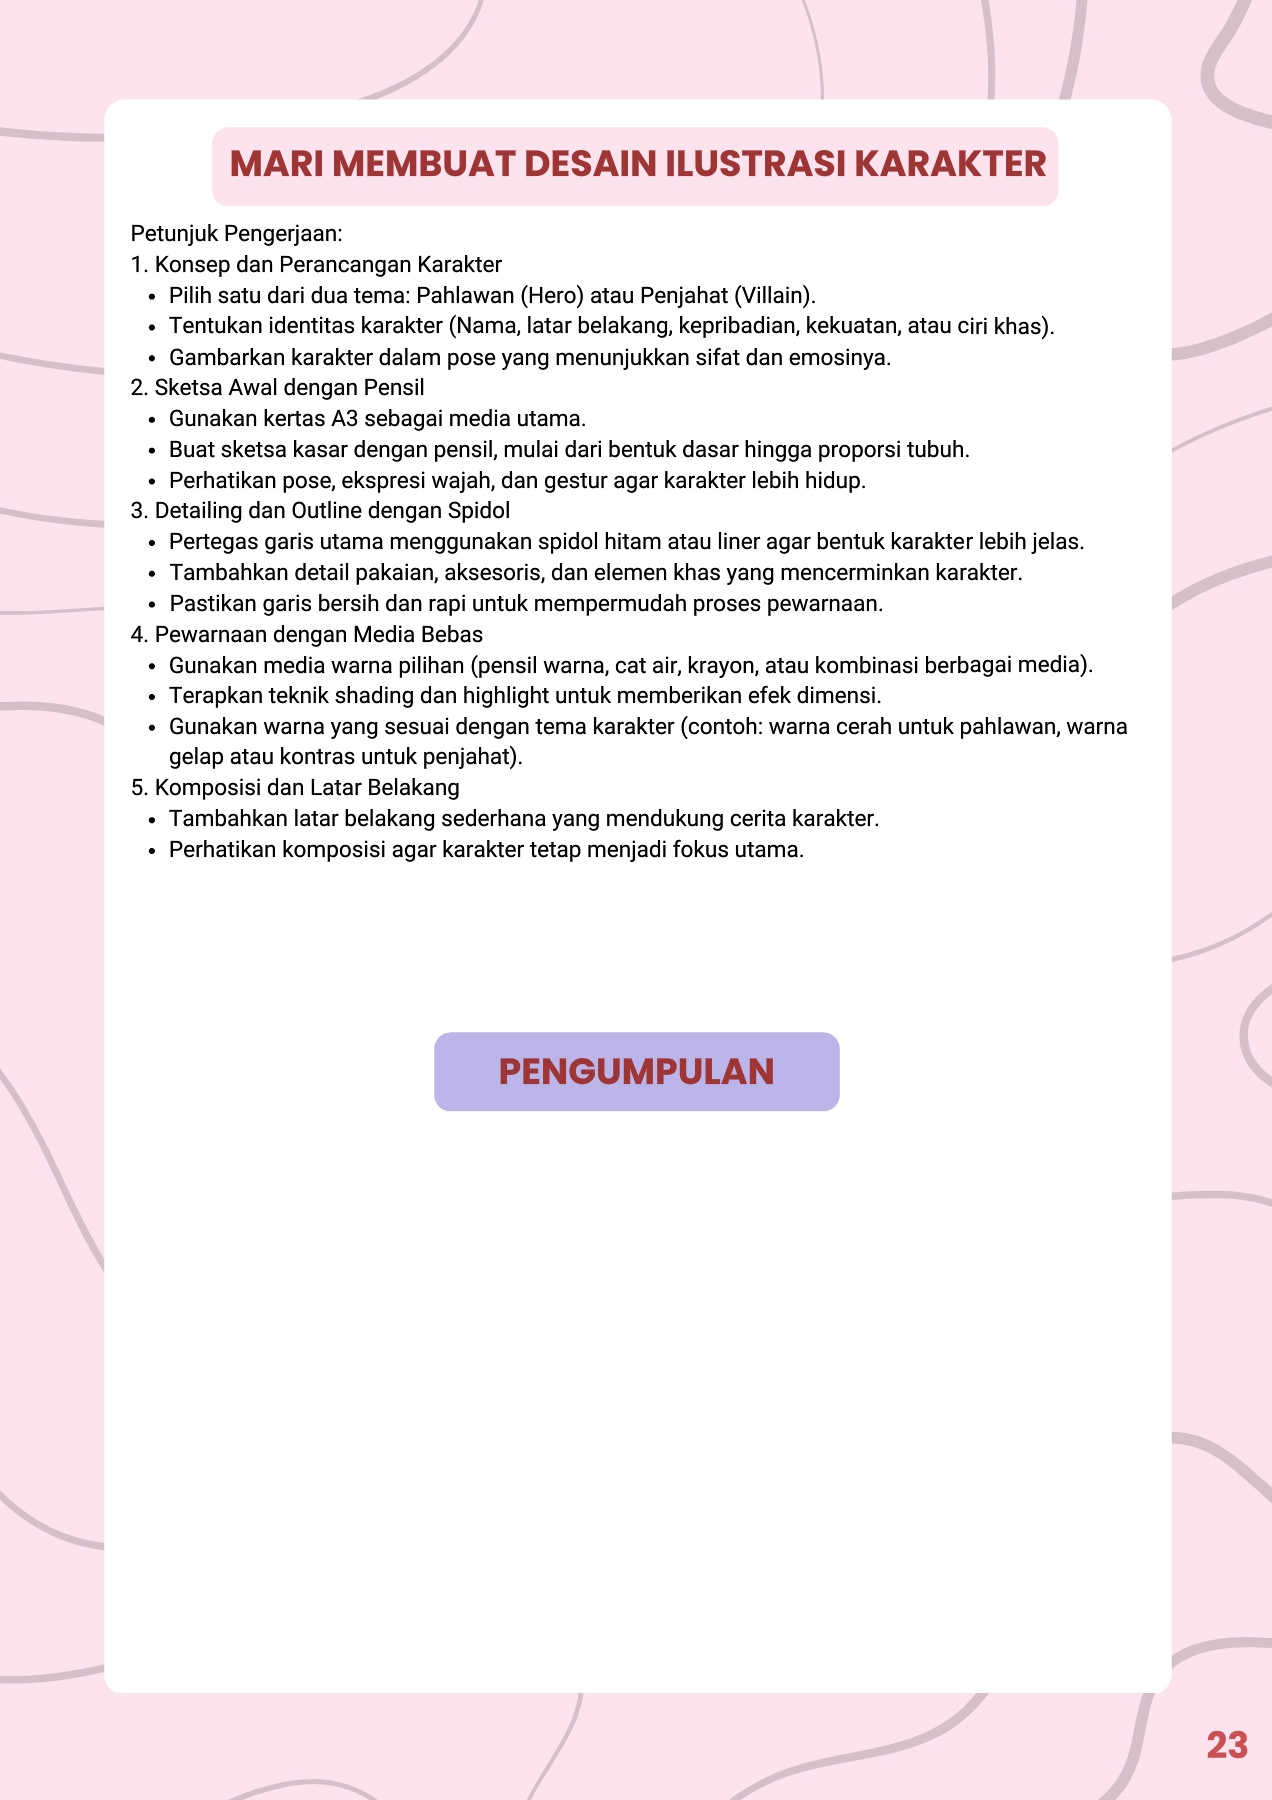 MARI MEMBUAT DESAIN ILUSTRASI KARAKTER
Petunjuk Pengerjaan:
1. Konsep dan Perancangan Karakter
• Pilih satu dari dua tema: Pahlawan (Hero) atau Penjahat (Villain).
• Tentukan identitas karakter (Nama, latar belakang, kepribadian, kekuatan, atau ciri khas).
• Gambarkan karakter dalam pose yang menunjukkan sifat dan emosinya.
2. Sketsa Awal dengan Pensil
• Gunakan kertas A3 sebagai media utama.
• Buat sketsa kasar dengan pensil, mulai dari bentuk dasar hingga proporsi tubuh.
• Perhatikan pose, ekspresi wajah, dan gestur agar karakter lebih hidup.
3. Detailing dan Outline dengan Spidol
• Pertegas garis utama menggunakan spidol hitam atau liner agar bentuk karakter lebih jelas.
• Tambahkan detail pakaian, aksesoris, dan elemen khas yang mencerminkan karakter.
• Pastikan garis bersih dan rapi untuk mempermudah proses pewarnaan.
4. Pewarnaan dengan Media Bebas
• Gunakan media warna pilihan (pensil warna, cat air, krayon, atau kombinasi berbagai media).
• Terapkan teknik shading dan highlight untuk memberikan efek dimensi.
• Gunakan warna yang sesuai dengan tema karakter (contoh: warna cerah untuk pahlawan, warna
gelap atau kontras untuk penjahat).
5. Komposisi dan Latar Belakang
• Tambahkan latar belakang sederhana yang mendukung cerita karakter.
• Perhatikan komposisi agar karakter tetap menjadi fokus utama.
PENGUMPULAN
23